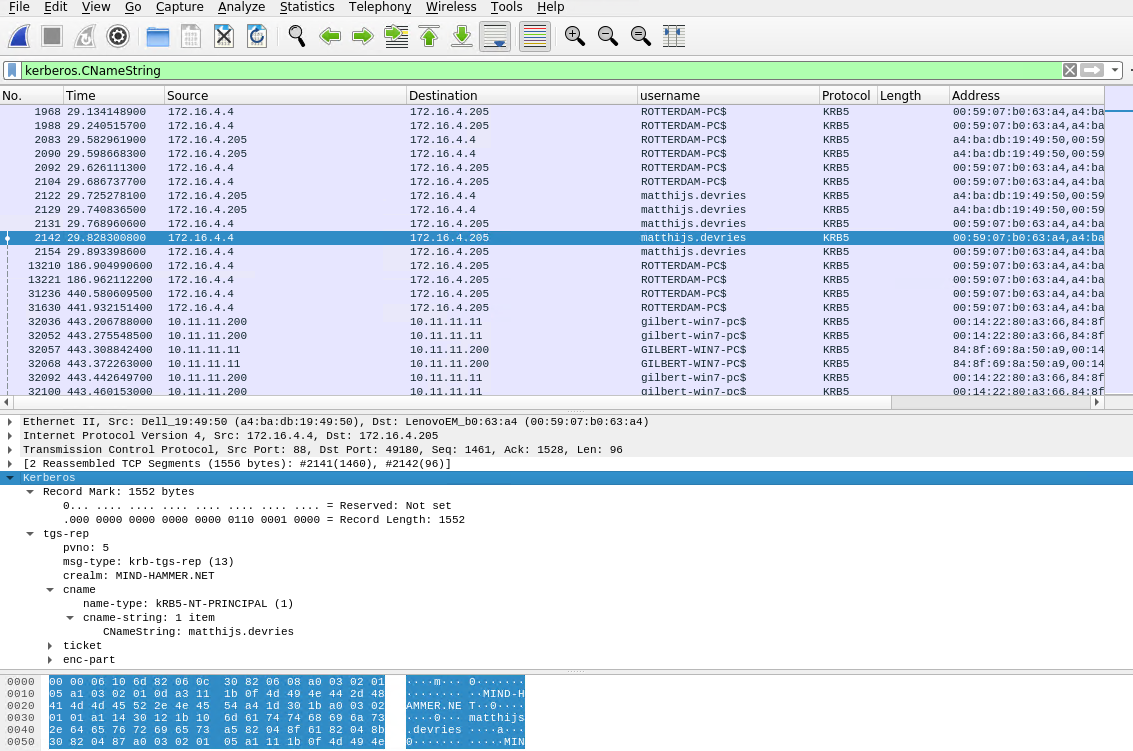 File Edit View Go Capture Analyze Statistics Telephony Wireless Tools Help
kerberos.CNameString
No. Time Source Destination username Protocol Length Address
1968 29.134148900 172.16.4.4 172.16.4.205 ROTTERDAM-PC$ KRB5 00:59:07:b0:63:a4,a4:ba
1988 29.240515700 172.16.4.4 172.16.4.205 ROTTERDAM-PC$ KRB5 00:59:07:b0:63:a4,a4:ba
2083 29.582961900 172.16.4.205 172.16.4.4 ROTTERDAM-PC$ KRB5 a4:ba:db:19:49:50,00:59
2090 29.598668300 172.16.4.205 172.16.4.4 ROTTERDAM-PC$ KRB5 a4:ba:db:19:49:50,00:59
2092 29.626111300 172.16.4.4 172.16.4.205 ROTTERDAM-PC$ KRB5 00:59:07:b0:63:a4,a4:ba
2104 29.686737700 172.16.4.4 172.16.4.205 ROTTERDAM-PC$ KRB5 00:59:07:b0:63:a4,a4:ba
2122 29.725278100 172.16.4.205 172.16.4.4 matthijs.devries KRB5 a4:ba:db:19:49:50,00:59
2129 29.740836500 172.16.4.205 172.16.4.4 matthijs.devries KRB5 a4:ba:db:19:49:50,00:59
2131 29.768960600 172.16.4.4 172.16.4.205 matthijs.devries KRB5 00:59:07:b0:63:a4,a4:ba
2142 29.828300800 172.16.4.4 172.16.4.205 matthijs.devries KRB5 00:59:07:b0:63:a4,a4:ba
2154 29.893398600 172.16.4.4 172.16.4.205 matthijs.devries KRB5 00:59:07:b0:63:a4,a4:ba
13210 186.904990600 172.16.4.4 172.16.4.205 ROTTERDAM-PC$ KRB5 00:59:07:b0:63:a4,a4:ba
13221 186.962112200 172.16.4.4 172.16.4.205 ROTTERDAM-PC$ KRB5 00:59:07:b0:63:a4,a4:ba
31236 440.580609500 172.16.4.4 172.16.4.205 ROTTERDAM-PC$ KRB5 00:59:07:b0:63:a4,a4:ba
31630 441.932151400 172.16.4.4 172.16.4.205 ROTTERDAM-PC$ KRB5 00:59:07:b0:63:a4,a4:ba
32036 443.206788000 10.11.11.200 10.11.11.11 gilbert-win7-pc$ KRB5 00:14:22:80:a3:66,84:8f
32052 443.275548500 10.11.11.200 10.11.11.11 gilbert-win7-pc$ KRB5 00:14:22:80:a3:66,84:8f
32057 443.308842400 10.11.11.11 10.11.11.200 GILBERT-WIN7-PC$ KRB5 84:8f:69:8a:50:a9,00:14
32068 443.372263000 10.11.11.11 10.11.11.200 GILBERT-WIN7-PC$ KRB5 84:8f:69:8a:50:a9,00:14
32092 443.442649700 10.11.11.200 10.11.11.11 gilbert-win7-pc$ KRB5 00:14:22:80:a3:66,84:8f
32100 443.460153000 10.11.11.200 10.11.11.11 gilbert-win7-pc$ KRB5 00:14:22:80:a3:66,84:8f
Ethernet II, Src: Dell_19:49:50 (a4:ba:db:19:49:50), Dst: LenovoEM_b0:63:a4 (00:59:07:b0:63:a4)
Internet Protocol Version 4, Src: 172.16.4.4, Dst: 172.16.4.205
Transmission Control Protocol, Src Port: 88, Dst Port: 49180, Seq: 1461, Ack: 1528, Len: 96
[2 Reassembled TCP Segments (1556 bytes): #2141(1460), #2142(96)]
Kerberos
Record Mark: 1552 bytes
0... .... .... .... .... .... .... .... = Reserved: Not set
.000 0000 0000 0000 0000 0110 0001 0000 = Record Length: 1552
tgs-rep
pvno: 5
msg-type: krb-tgs-rep (13)
crealm: MIND-HAMMER.NET
cname
name-type: kRB5-NT-PRINCIPAL (1)
cname-string: 1 item
CNameString: matthijs.devries
ticket
enc-part
0000 00 00 06 10 6d 82 06 0c 30 82 06 08 a0 03 02 01 ····m··· 0·······
0010 05 a1 03 02 01 0d a3 11 1b 0f 4d 49 4e 44 2d 48 ········ ··MIND-H
0020 41 4d 4d 45 52 2e 4e 45 54 a4 1d 30 1b a0 03 02 AMMER.NE T··0····
0030 01 01 a1 14 30 12 1b 10 6d 61 74 74 68 69 6a 73 ····0··· matthijs
0040 2e 64 65 76 72 69 65 73 a5 82 04 8f 61 82 04 8b .devries ····a···
0050 30 82 04 87 a0 03 02 01 05 a1 11 1b 0f 4d 49 4e 0······· ·····MIN